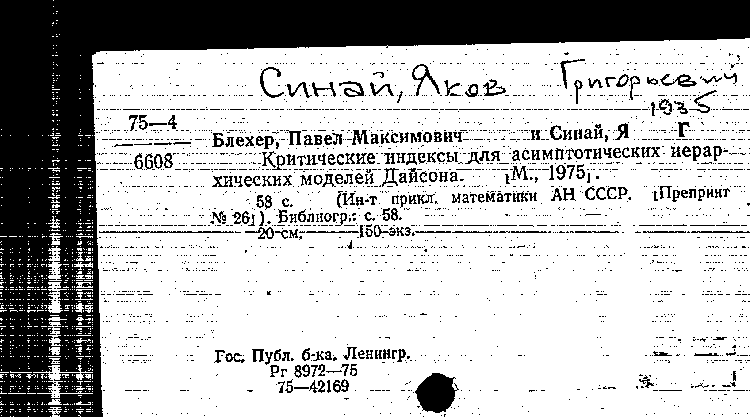 Синай, Яков Григорьевич
1935
75—4
Блехер, Павел Максимович и Синай, Я Г
6608 Критические индексы для асимптотических иерар-
хических моделей Дайсона. [М., 1975].
58 с. (Ин-т прикл. математики АН СССР. [Препринт
№ 26]). Библиогр.: с. 58.
20 см. 150 экз.
Гос. Публ. б-ка. Ленингр.
Рг 8972—75
75—42169